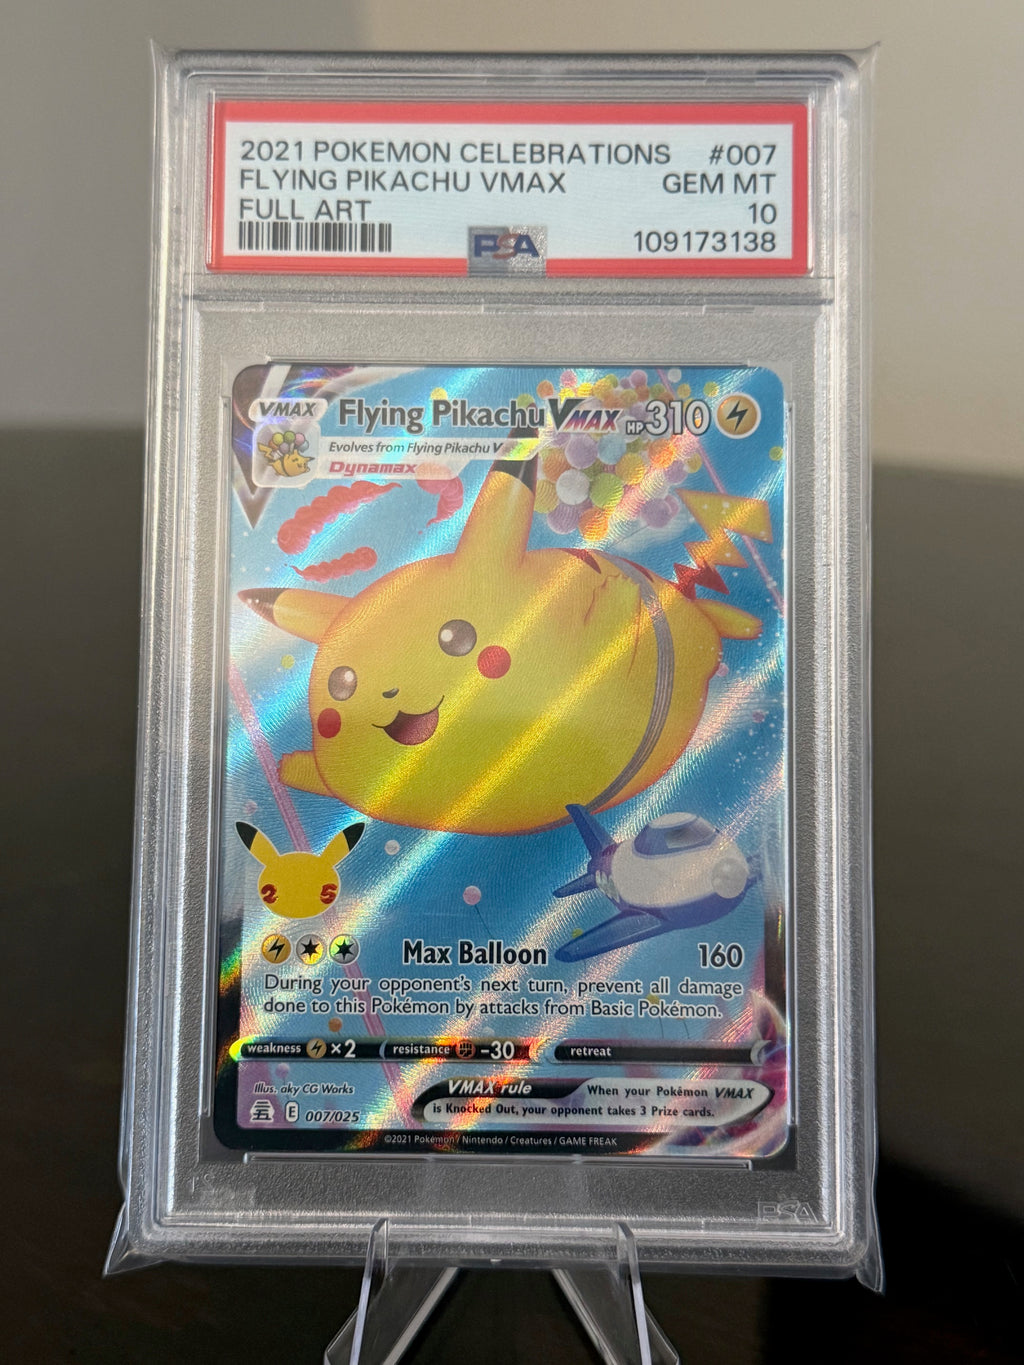 2021 POKEMON CELEBRATIONS #007
FLYING PIKACHU VMAX GEM MT
FULL ART 10
PSA 109173138
VMAX Flying Pikachu VMAX HP 310
Evolves from Flying Pikachu V
Dynamax
25
Max Balloon 160
During your opponent's next turn, prevent all damage
done to this Pokémon by attacks from Basic Pokémon.
weakness ×2 resistance -30 retreat
Illus. aky CG Works
VMAX rule When your Pokémon VMAX
is Knocked Out, your opponent takes 3 Prize cards.
E 007/025
©2021 Pokémon / Nintendo / Creatures / GAME FREAK
PSA